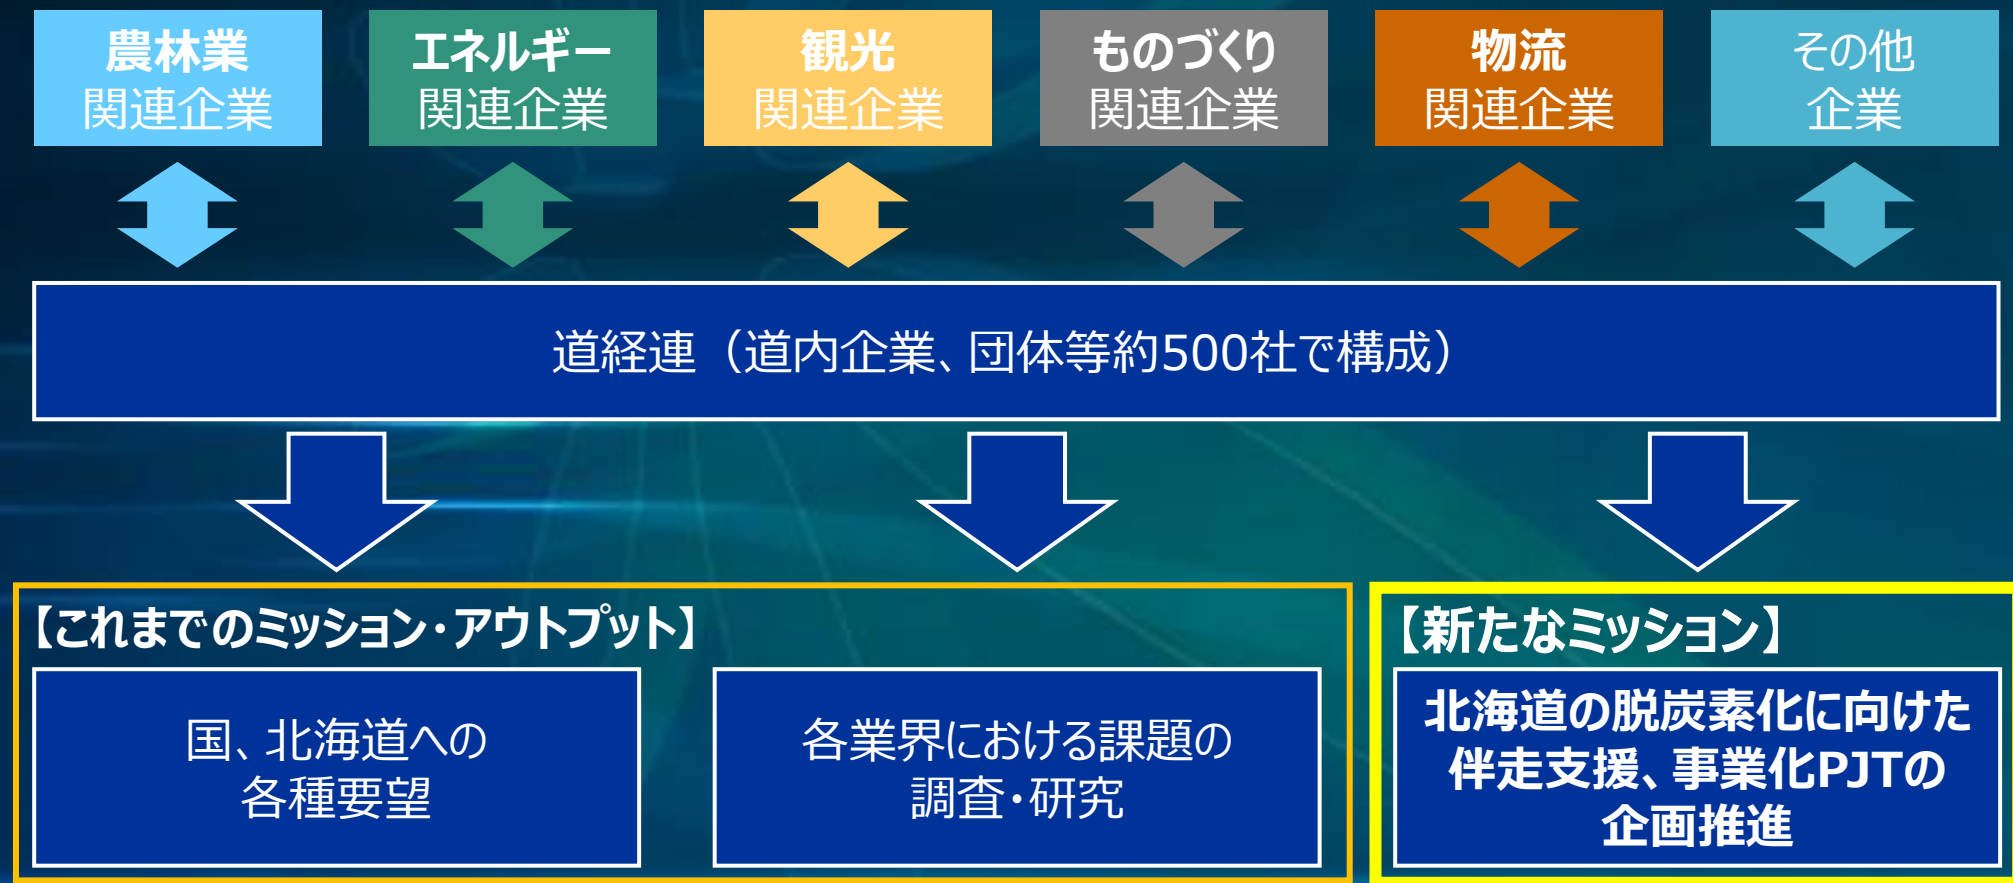 農林業
関連企業
エネルギー
関連企業
観光
関連企業
ものづくり
関連企業
物流
関連企業
その他
企業
道経連（道内企業、団体等約500社で構成）
【これまでのミッション・アウトプット】
国、北海道への
各種要望
各業界における課題の
調査・研究
【新たなミッション】
北海道の脱炭素化に向けた
伴走支援、事業化PJTの
企画推進